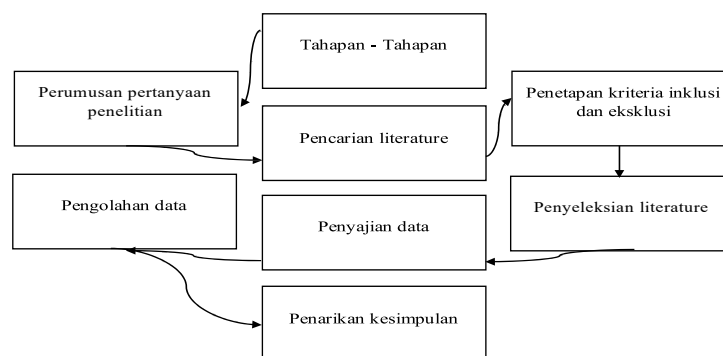 Tahapan - Tahapan
Perumusan pertanyaan
penelitian
Pencarian literature
Penetapan kriteria inklusi
dan eksklusi
Penyeleksian literature
Penyajian data
Pengolahan data
Penarikan kesimpulan